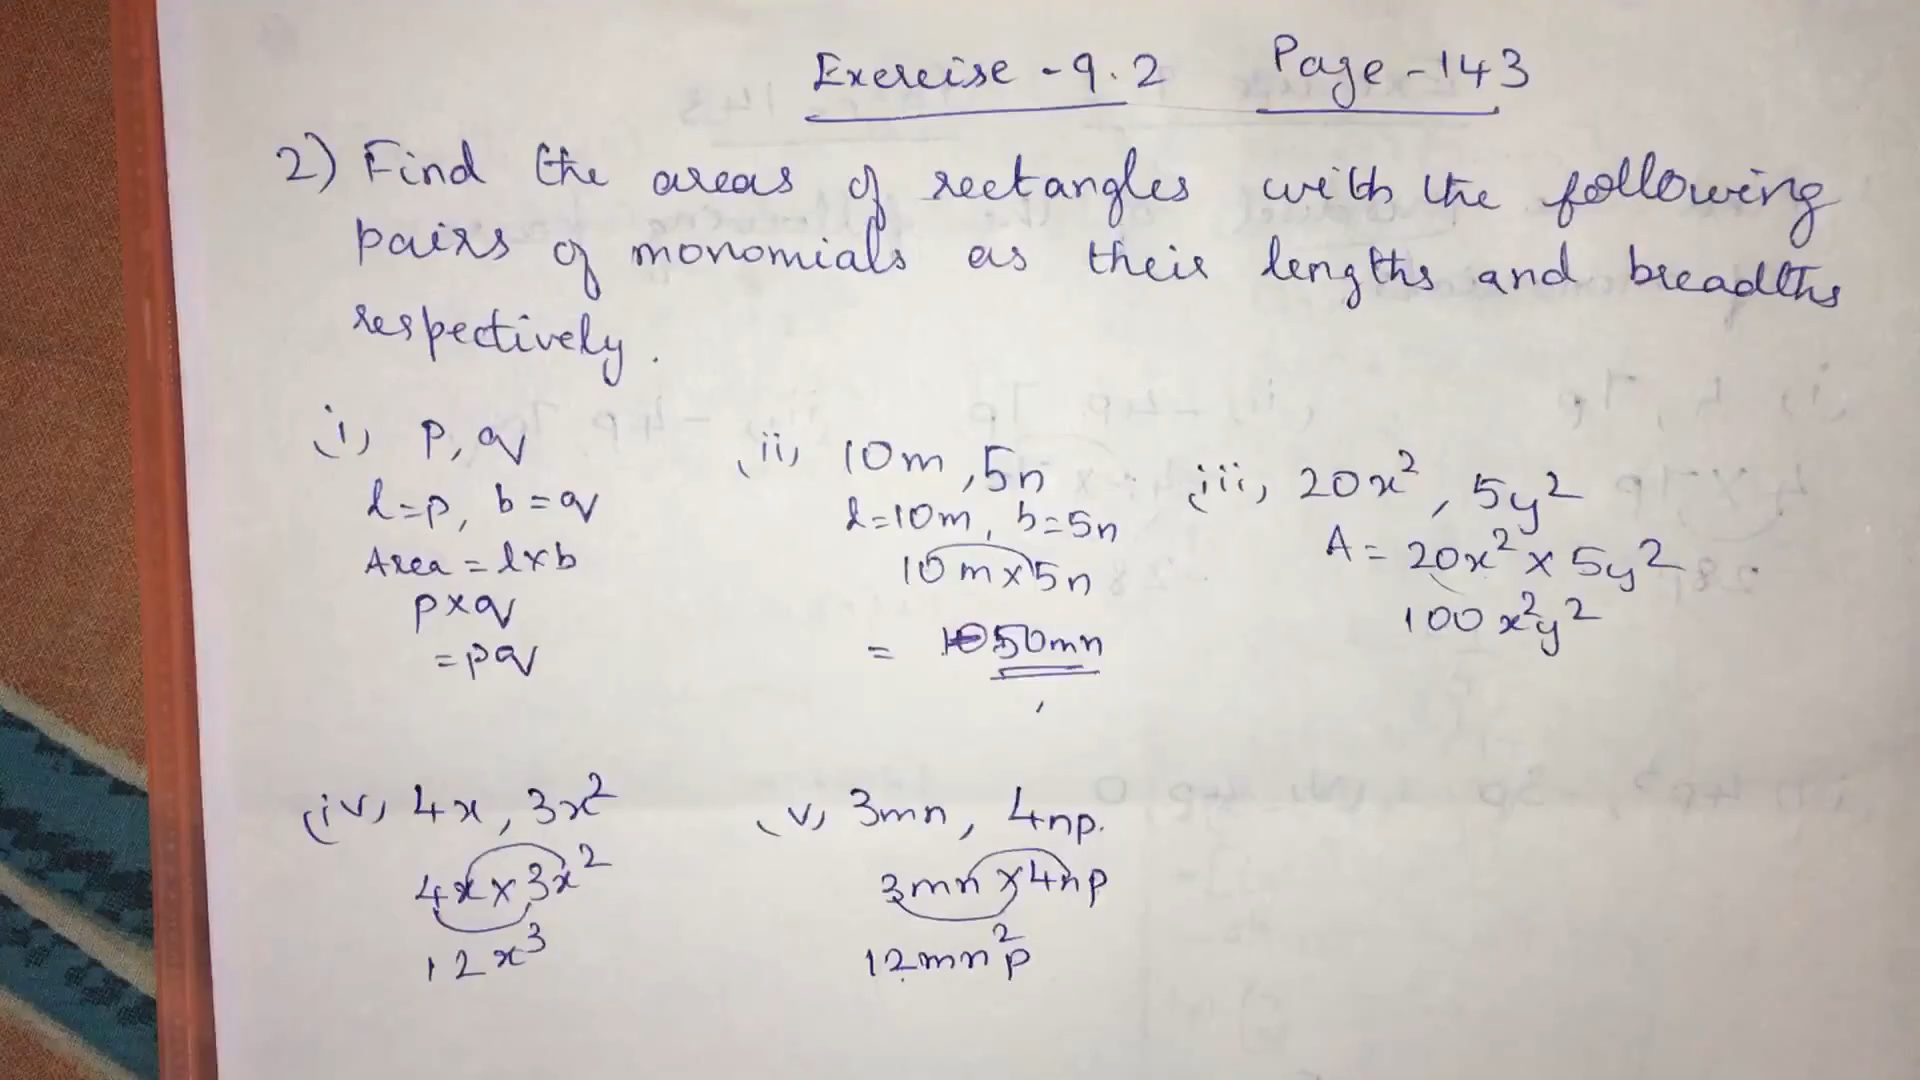 Exercise - 9.2 Page - 143
2) Find the areas of rectangles with the following
pairs of monomials as their lengths and breadths
respectively.
(i) p, q
l = p, b = q
Area = l × b
p × q
= pq
(ii) 10m, 5n
l = 10m, b = 5n
10m × 5n
= 50mn
(iii) 20x², 5y²
A = 20x² × 5y²
100x²y²
(iv) 4x, 3x²
4x × 3x²
12x³
(v) 3mn, 4np.
3mn × 4np
12mn²p